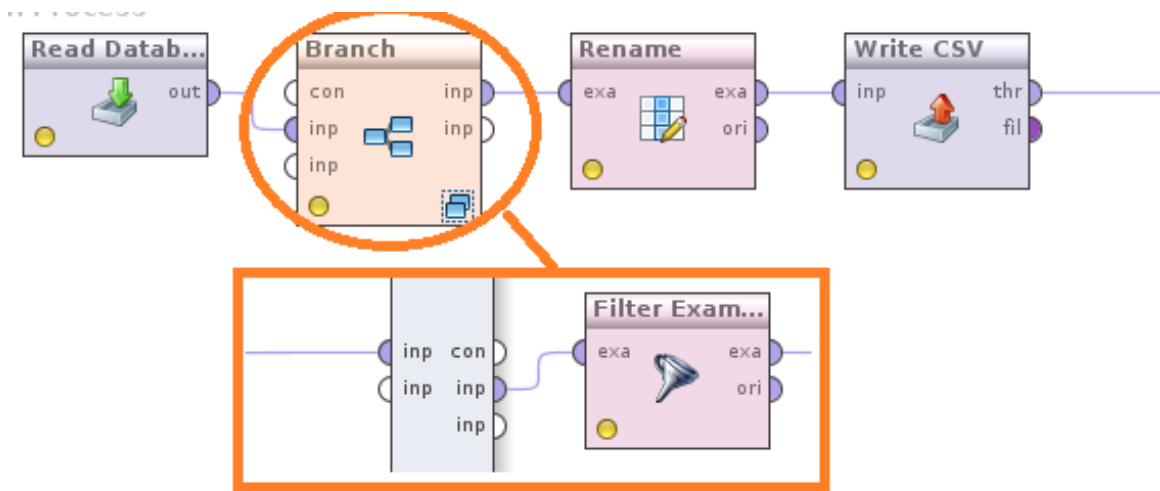 Process
Read Datab...
out
Branch
con inp
inp inp
inp
Rename
exa exa
ori
Write CSV
inp thr
fil
inp con
inp inp
inp
Filter Exam...
exa exa
ori